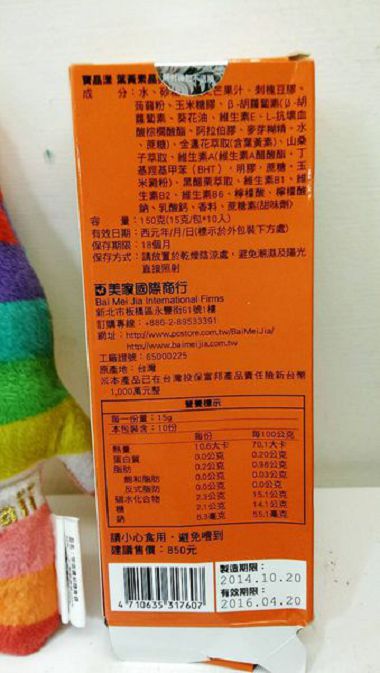 寶晶漾 葉黃素晶
成 分:水、砂 芒果汁、刺槐豆膠、
蒟蒻粉、玉米糖膠、β-胡蘿蔔素(β-胡
蘿蔔素、葵花油、維生素E、L-抗壞血
酸棕櫚酸酯、阿拉伯膠、麥芽糊精、水
、蔗糖)、金盞花萃取(含葉黃素)、山桑
子萃取、維生素A(維生素A醋酸酯、丁
基羥基甲苯(BHT)、明膠、蔗糖、玉
米澱粉)、黑醋栗萃取、維生素B1、維
生素B2、維生素B6、檸檬酸、檸檬酸
鈉、乳酸鈣、香料、蔗糖素(甜味劑)
容 量:150克(15克/包*10入)
有效日期:西元年/月/日(標示於外包裝下方處)
保存期限:18個月
保存方式:請放置於乾燥陰涼處,避免潮濕及陽光
直接照射
美家國際商行
Bai Mei Jia International Firms
新北市板橋區永豐街61號1樓
訂購專線:+886-2-89533391
網址:http://www.pcstore.com.tw/BaiMeiJia/
http://www.baimeijia.com.tw
工廠證號:65000225
原產地:台灣
※本產品已在台灣投保富邦產品責任險新台幣
1,000萬元整
營養標示
每一份量:15g
本包裝含:10份
每份 每100公克
熱量 10.6大卡 70.1大卡
蛋白質 0.0公克 0.20公克
脂肪 0.2公克 0.98公克
飽和脂肪 0.0公克 0.03公克
反式脂肪 0.0公克 0.0公克
碳水化合物 2.3公克 15.1公克
糖 2.1公克 14.1公克
鈉 8.3毫克 55.1毫克
請小心食用,避免噎到
建議售價:850元
製造期限:
2014.10.20
有效期限:
2016.04.20
4 710635 317607